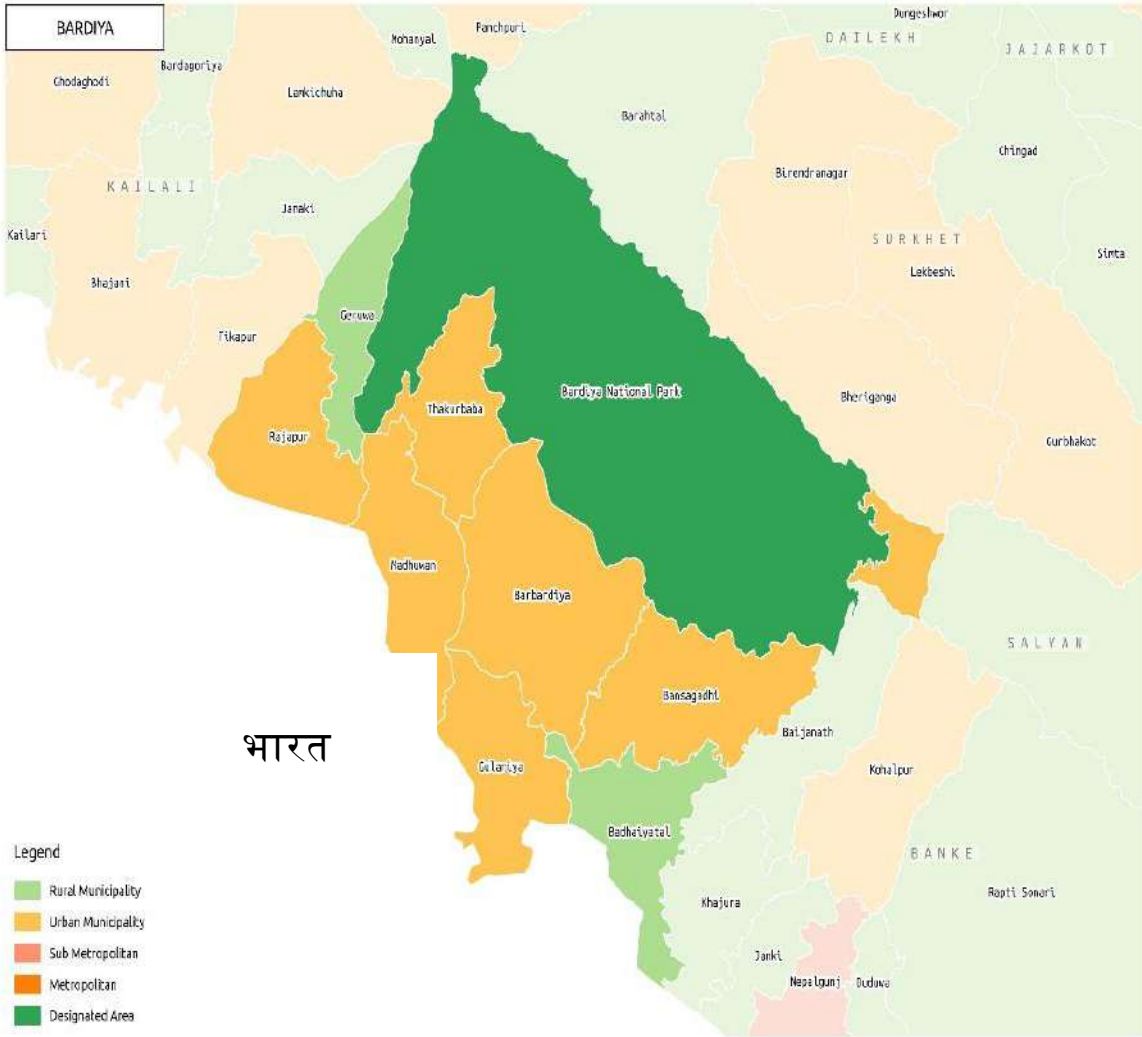 BARDIYA
Dungeshwor
Panchpuri
Mohanyal
DAILEKH
JAJARKOT
Bardagoriya
Ghodaghodi
Lamkichuha
Barahtal
Chingad
Birendranagar
KAILALI
Janaki
Kailari
SURKHET
Simta
Lekbeshi
Bhajani
Geruwa
Tikapur
Bardiya National Park
Bheriganga
Thakurbaba
Rajapur
Gurbhakot
Madhuwan
Barbardiya
SALYAN
Bansagadhi
Baijanath
भारत
Gulariya
Kohalpur
Badhaiyatal
BANKE
Legend
Rural Municipality
Rapti Sonari
Khajura
Urban Municipality
Sub Metropolitan
Janki
Nepalgunj
Duduwa
Metropolitan
Designated Area